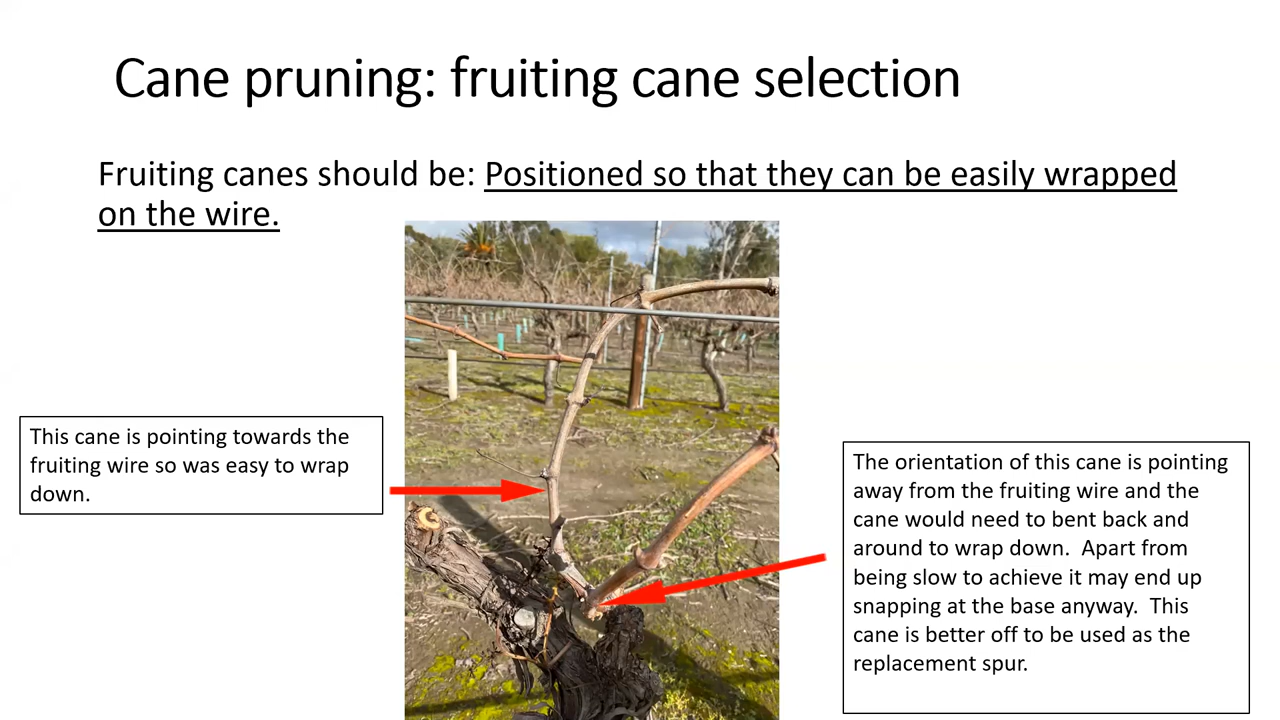 Cane pruning: fruiting cane selection
Fruiting canes should be: Positioned so that they can be easily wrapped
on the wire.
This cane is pointing towards the
fruiting wire so was easy to wrap
down.
The orientation of this cane is pointing
away from the fruiting wire and the
cane would need to bent back and
around to wrap down.  Apart from
being slow to achieve it may end up
snapping at the base anyway.  This
cane is better off to be used as the
replacement spur.